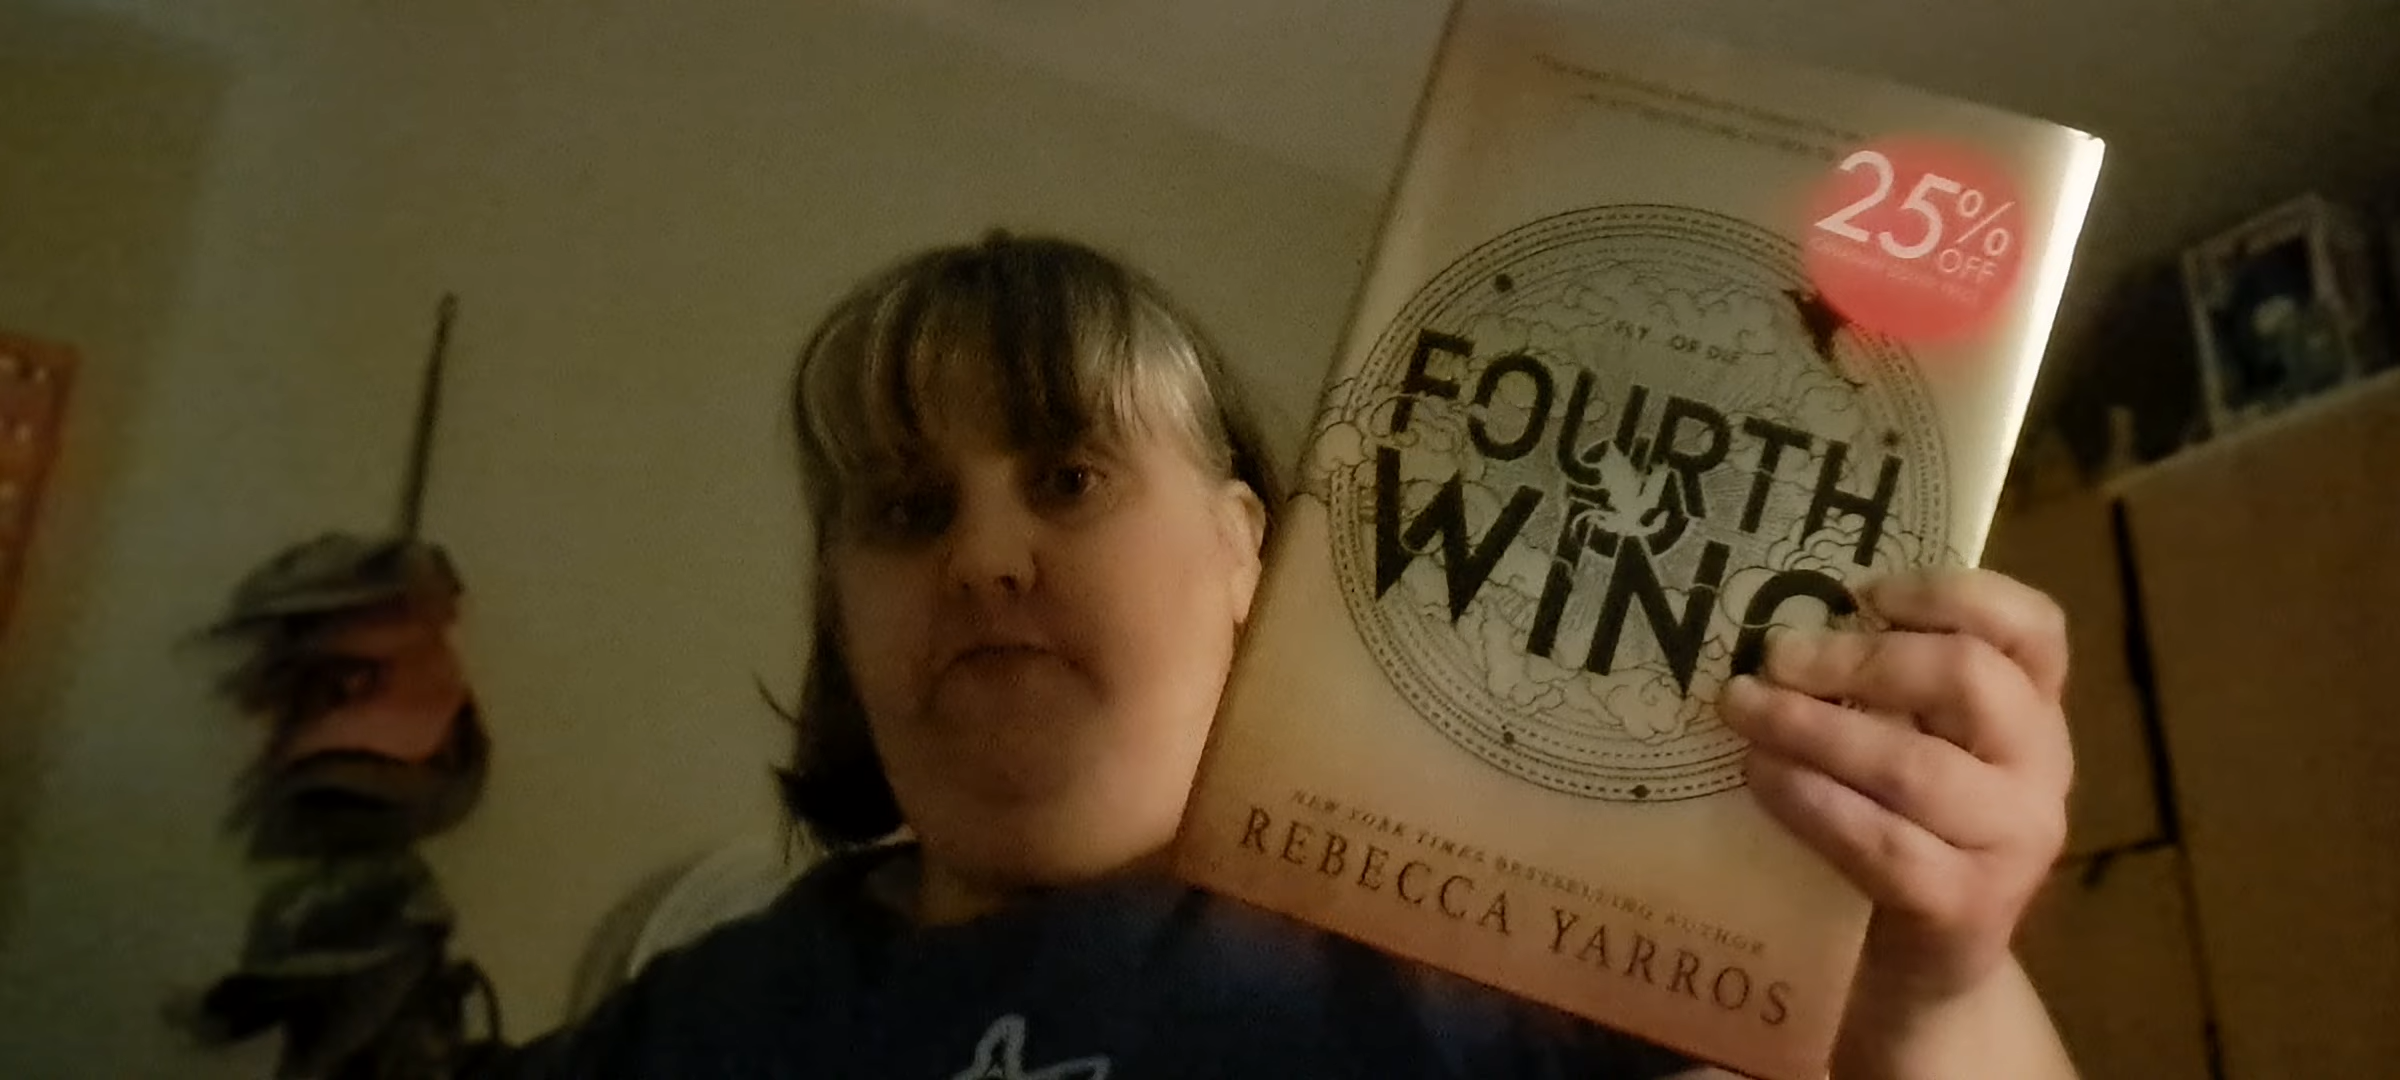 25%
OFF
FLY OR DIE
FOURTH
WING
NEW YORK TIMES BESTSELLING AUTHOR
REBECCA YARROS